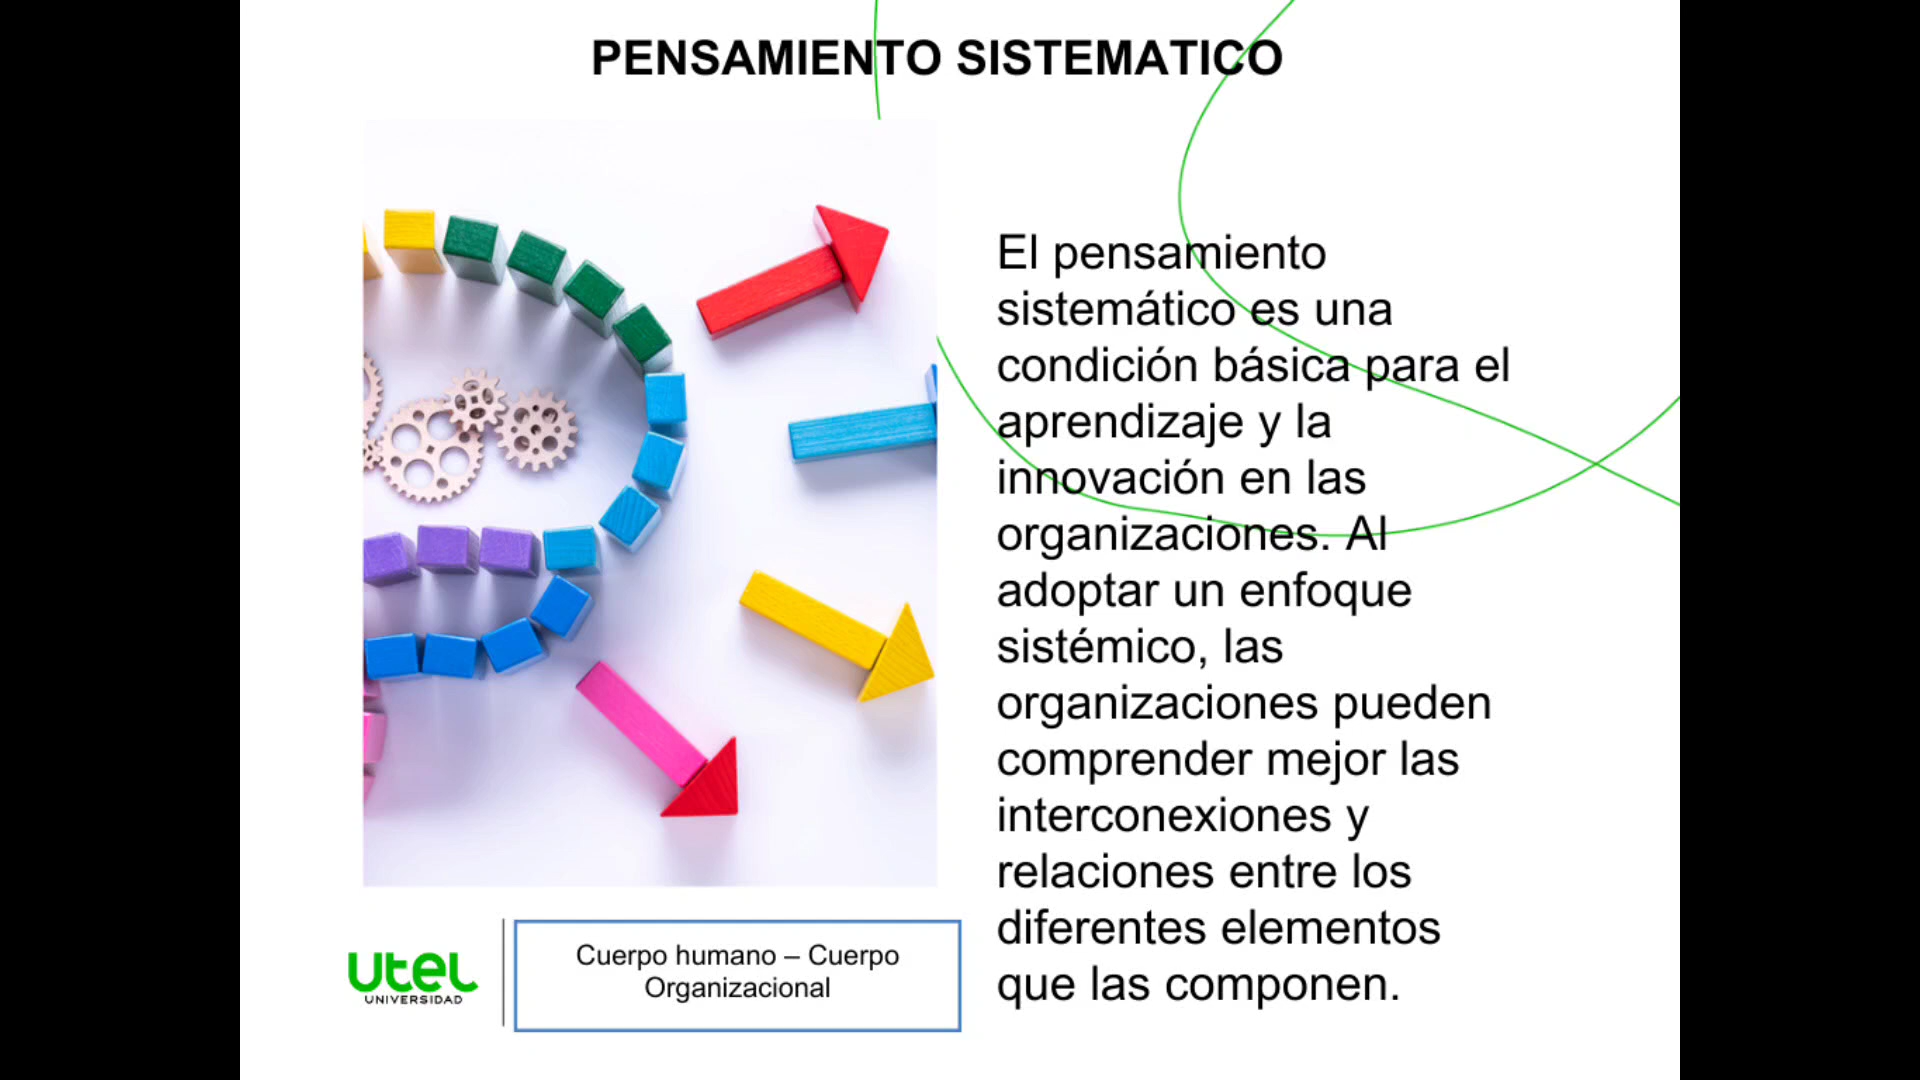 PENSAMIENTO SISTEMATICO
El pensamiento
sistemático es una
condición básica para el
aprendizaje y la
innovación en las
organizaciones. Al
adoptar un enfoque
sistémico, las
organizaciones pueden
comprender mejor las
interconexiones y
relaciones entre los
diferentes elementos
que las componen.
utel
UNIVERSIDAD
Cuerpo humano – Cuerpo
Organizacional